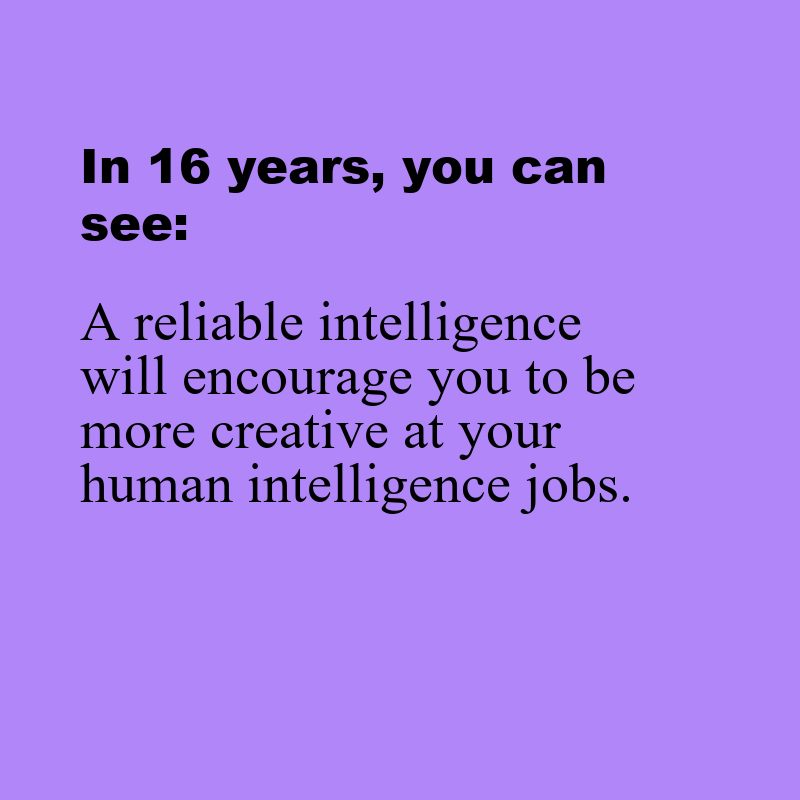 In 16 years, you can
see:
A reliable intelligence
will encourage you to be
more creative at your
human intelligence jobs.